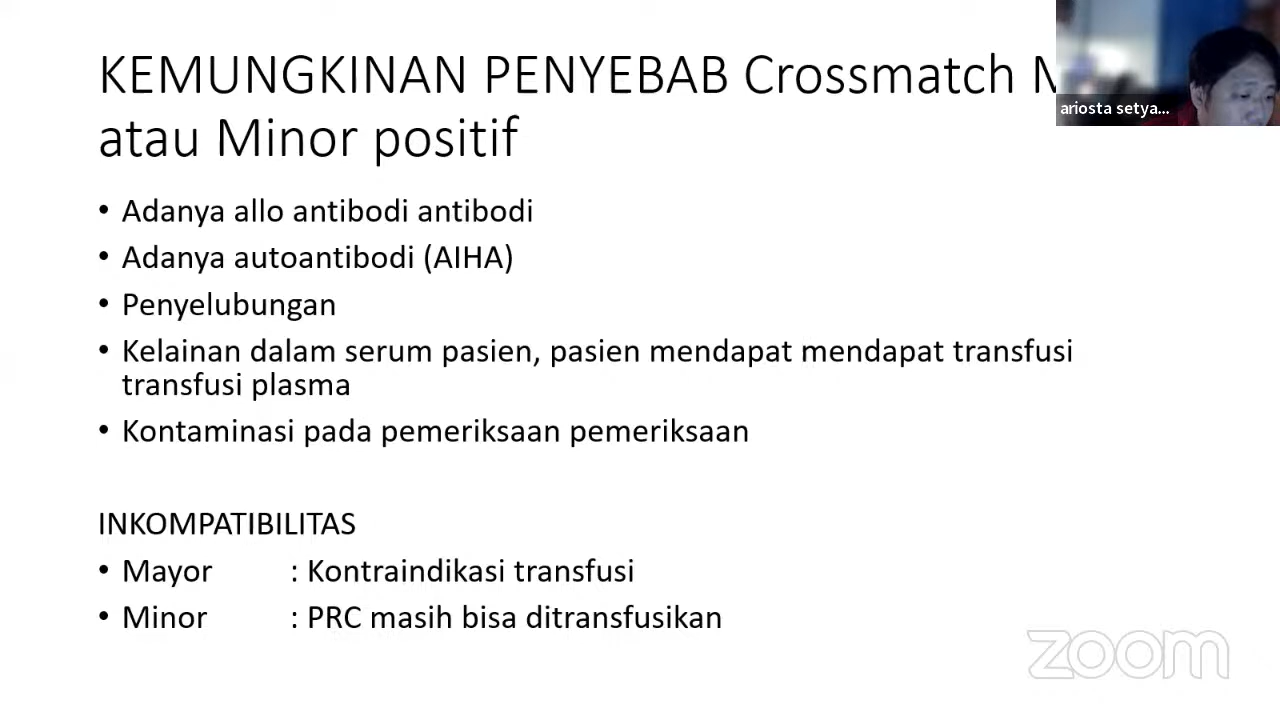 KEMUNGKINAN PENYEBAB Crossmatch
atau Minor positif
ariosta setya...
• Adanya allo antibodi antibodi
• Adanya autoantibodi (AIHA)
• Penyelubungan
• Kelainan dalam serum pasien, pasien mendapat mendapat transfusi
transfusi plasma
• Kontaminasi pada pemeriksaan pemeriksaan
INKOMPATIBILITAS
• Mayor : Kontraindikasi transfusi
• Minor : PRC masih bisa ditransfusikan
zoom